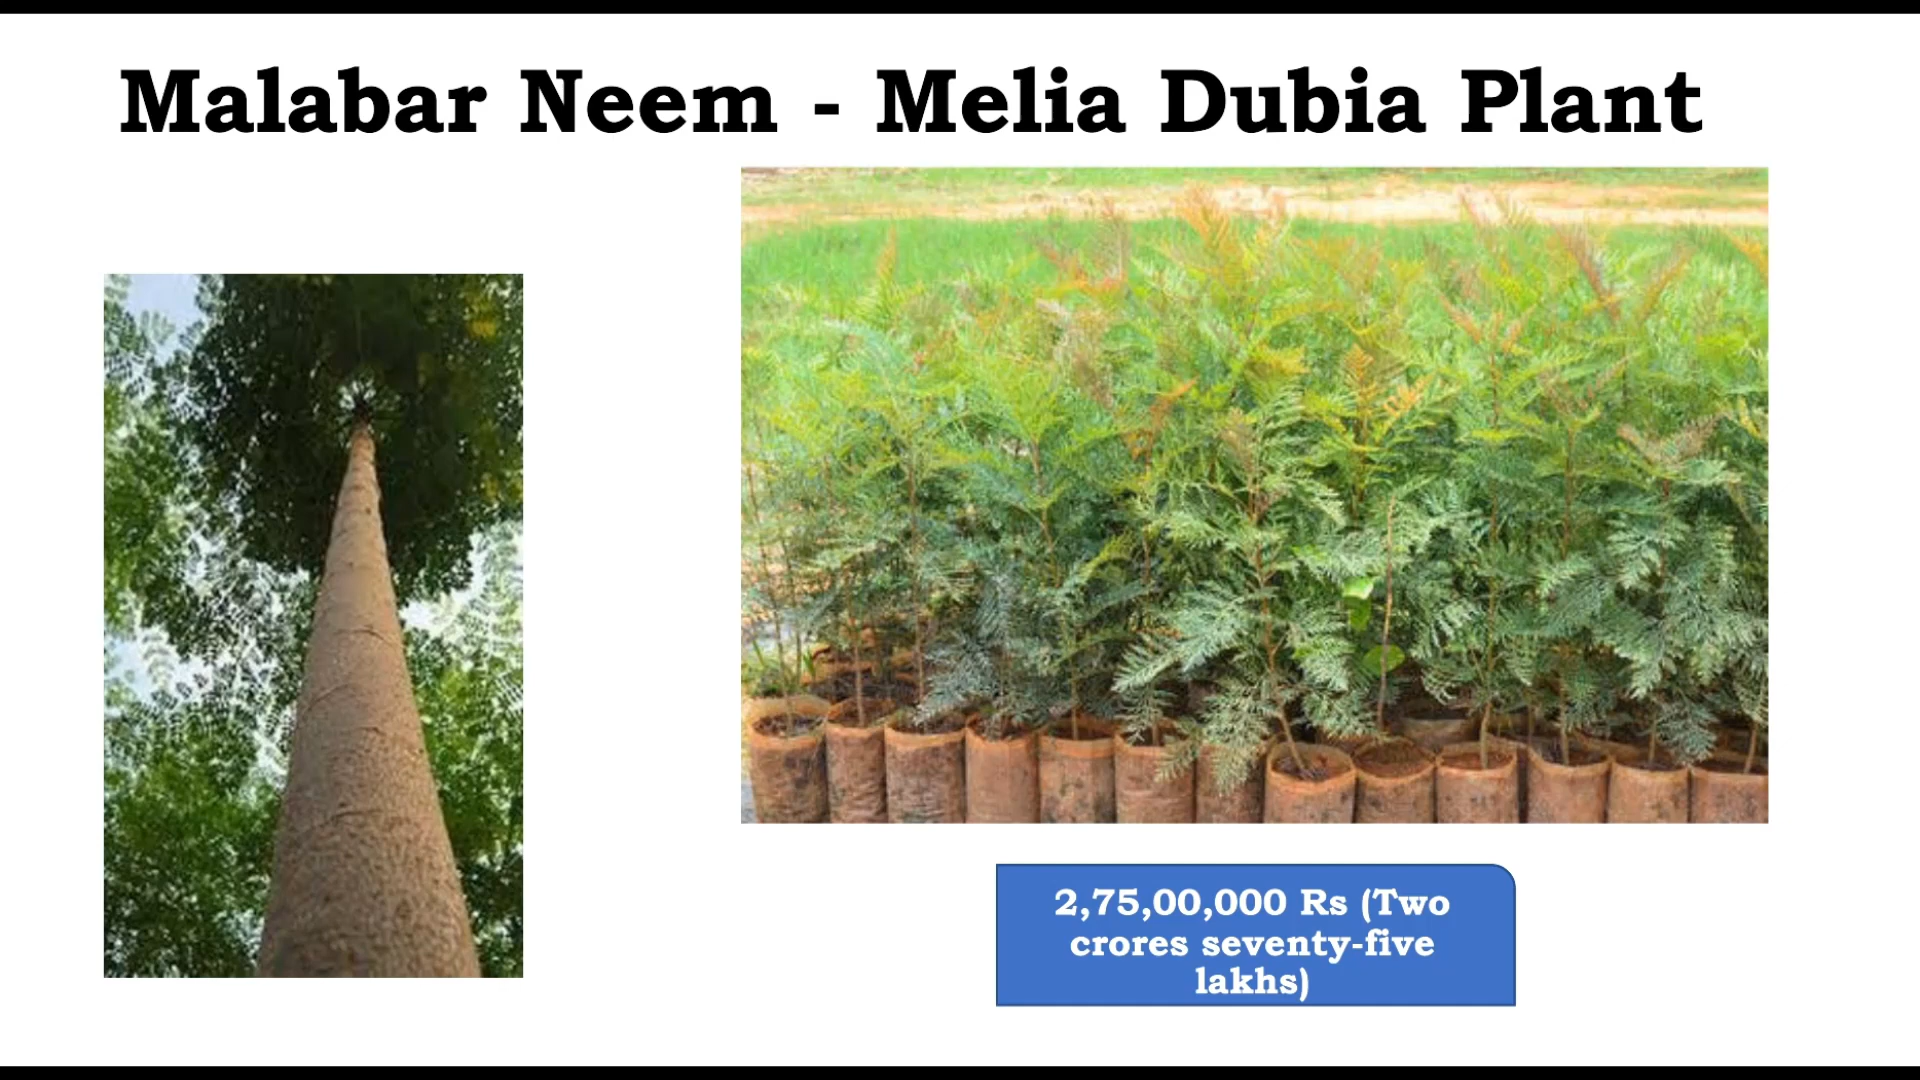 Malabar Neem - Melia Dubia Plant
2,75,00,000 Rs (Two
crores seventy-five
lakhs)